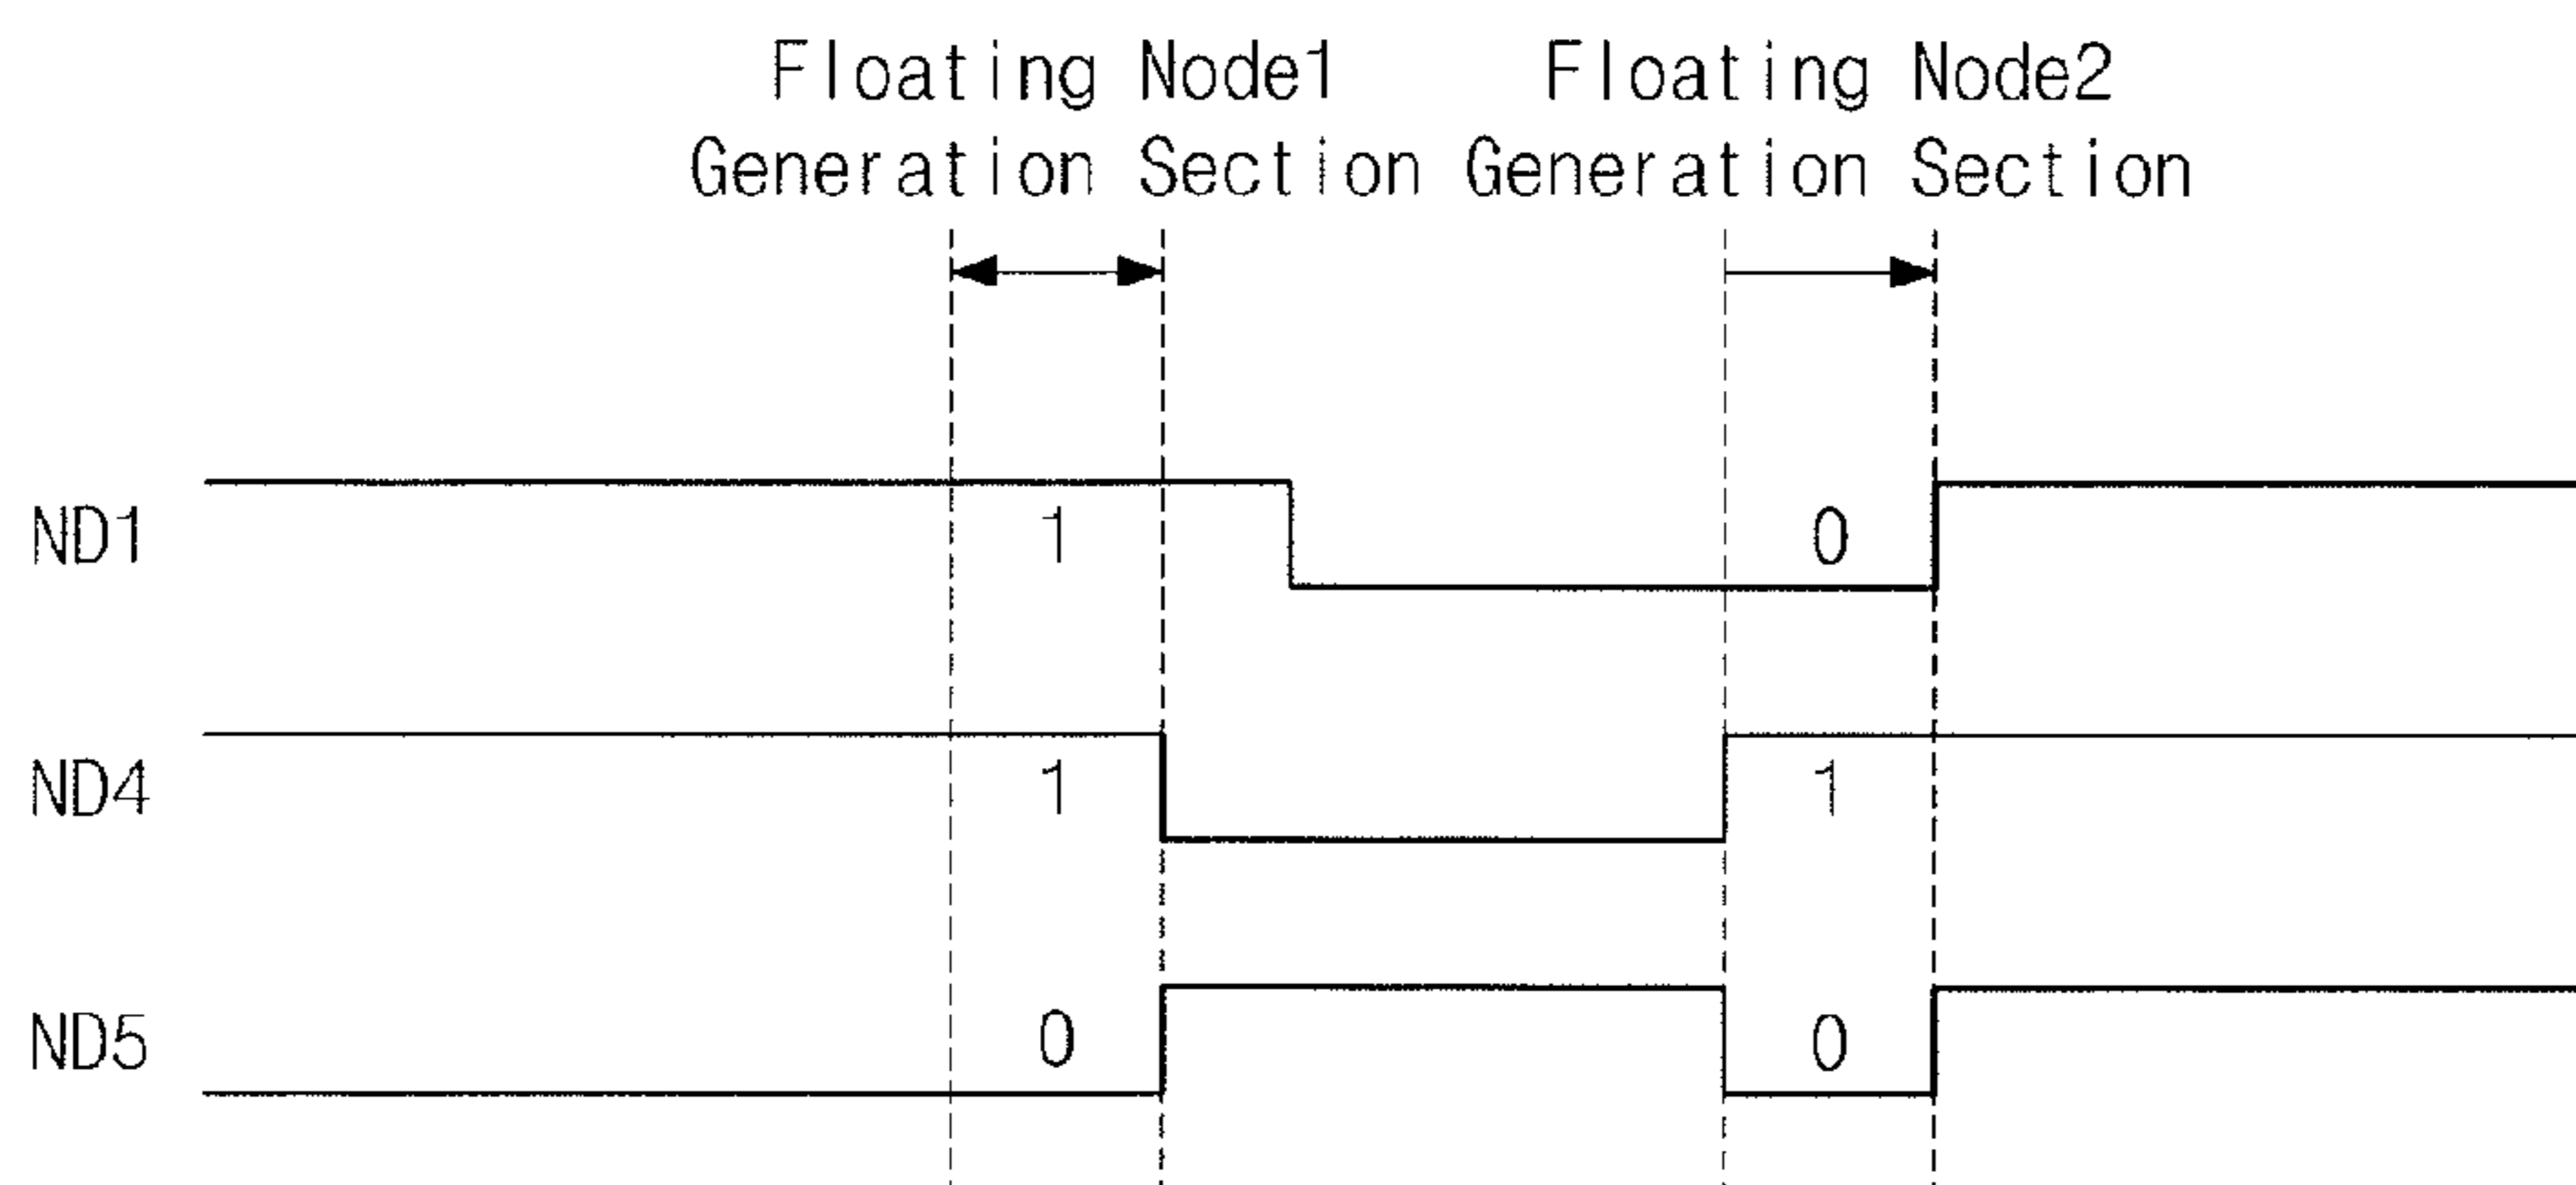 Floating Node1 Floating Node2
Generation Section Generation Section
ND1 1 0
ND4 1 1
ND5 0 0